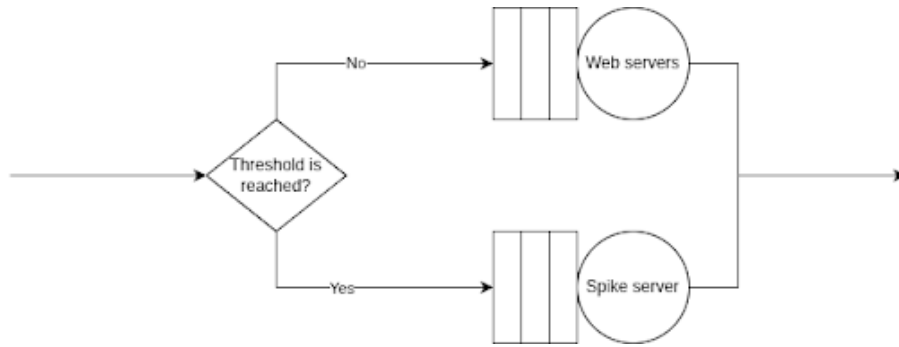 No
Web servers
Threshold is
reached?
Yes
Spike server